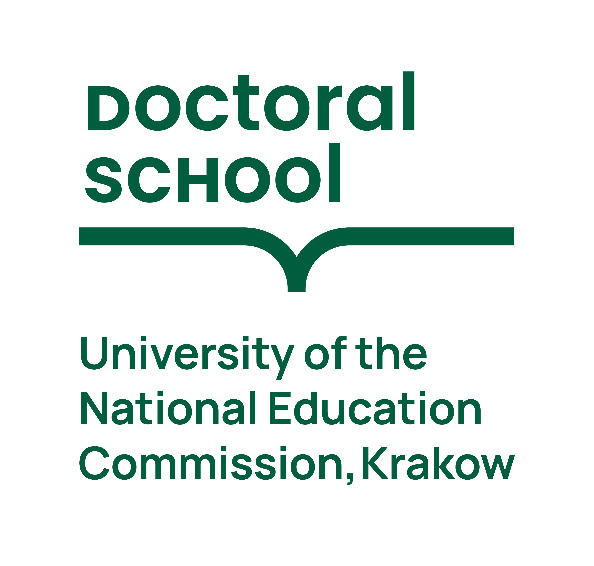 Doctoral
SCHOOl
University of the
National Education
Commission, Krakow